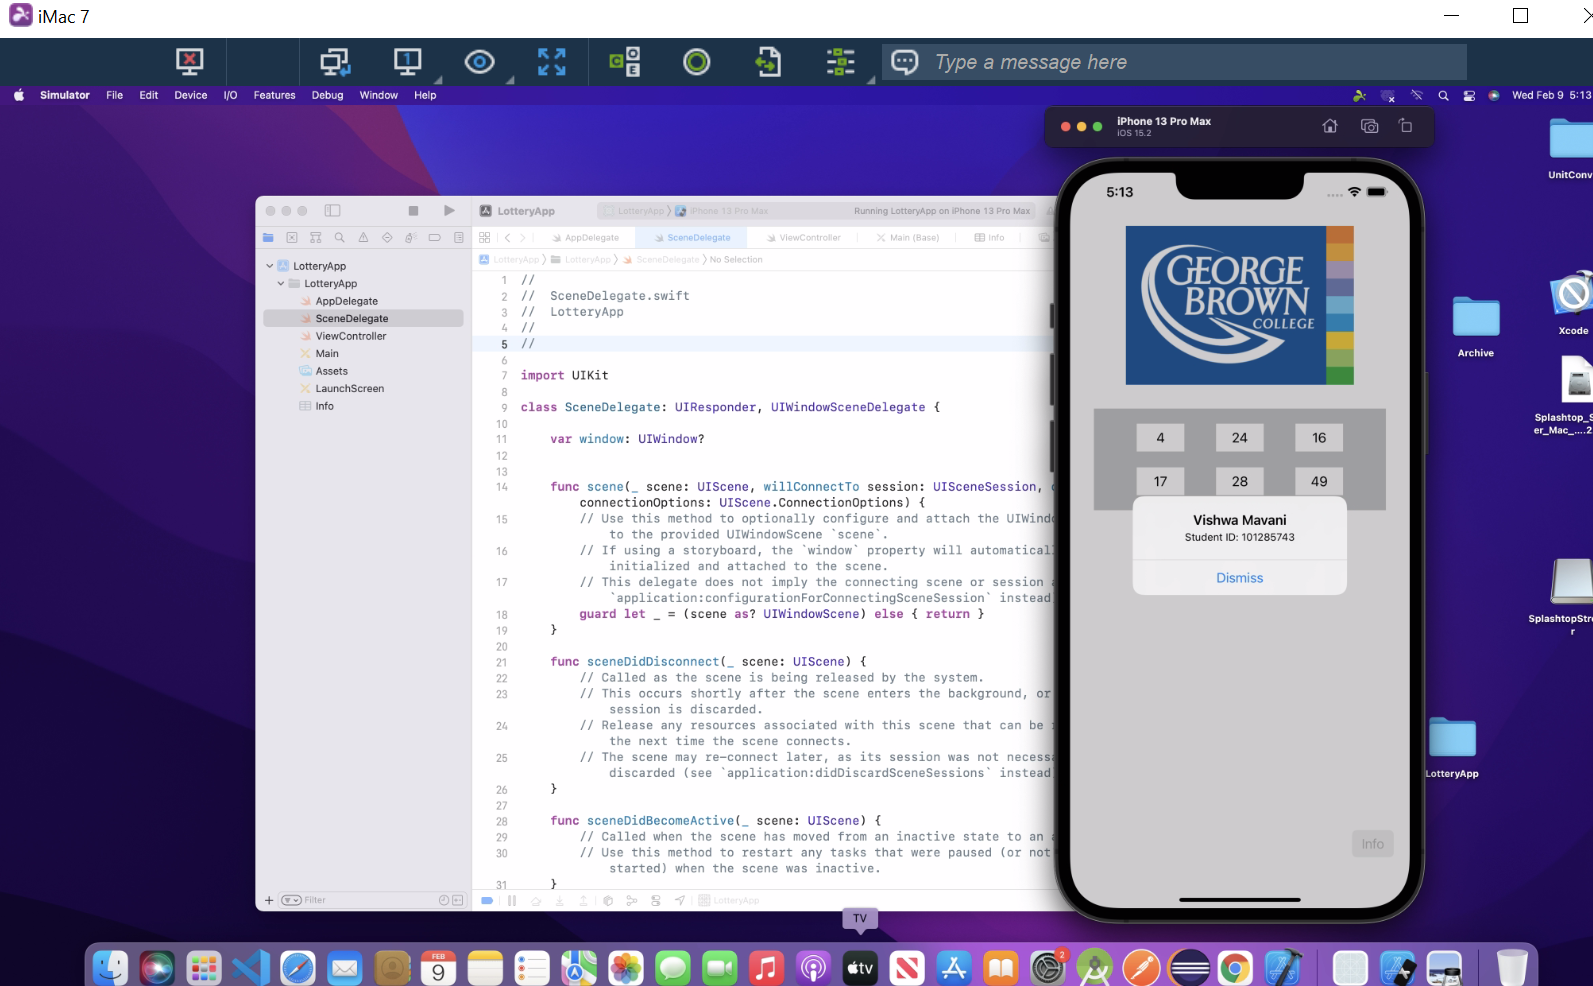 iMac 7
Type a message here
Simulator File Edit Device I/O Features Debug Window Help
Wed Feb 9 5:13
iPhone 13 Pro Max
iOS 15.2
UnitConv
Archive
Xcode
Splashtop_S
er_Mac_....2
SplashtopStr
r
LotteryApp
LotteryApp
LotteryApp iPhone 13 Pro Max
Running LotteryApp on iPhone 13 Pro Max
AppDelegate SceneDelegate ViewController Main (Base) Info
LotteryApp LotteryApp SceneDelegate No Selection
LotteryApp
LotteryApp
AppDelegate
SceneDelegate
ViewController
Main
Assets
LaunchScreen
Info
Filter
1 //
2 // SceneDelegate.swift
3 // LotteryApp
4 //
5 //
6
7 import UIKit
8
9 class SceneDelegate: UIResponder, UIWindowSceneDelegate {
10
11 var window: UIWindow?
12
13
14 func scene(_ scene: UIScene, willConnectTo session: UISceneSession,
connectionOptions: UIScene.ConnectionOptions) {
15 // Use this method to optionally configure and attach the UIWind
to the provided UIWindowScene `scene`.
16 // If using a storyboard, the `window` property will automatical
initialized and attached to the scene.
17 // This delegate does not imply the connecting scene or session
`application:configurationForConnectingSceneSession` instead
18 guard let _ = (scene as? UIWindowScene) else { return }
19 }
20
21 func sceneDidDisconnect(_ scene: UIScene) {
22 // Called as the scene is being released by the system.
23 // This occurs shortly after the scene enters the background, or
session is discarded.
24 // Release any resources associated with this scene that can be
the next time the scene connects.
25 // The scene may re-connect later, as its session was not necessa
discarded (see `application:didDiscardSceneSessions` instead
26 }
27
28 func sceneDidBecomeActive(_ scene: UIScene) {
29 // Called when the scene has moved from an inactive state to an
30 // Use this method to restart any tasks that were paused (or not
started) when the scene was inactive.
31 }
LotteryApp
5:13
GEORGE
BROWN
COLLEGE
4 24 16
17 28 49
Vishwa Mavani
Student ID: 101285743
Dismiss
Info
TV
FEB
9
tv
2